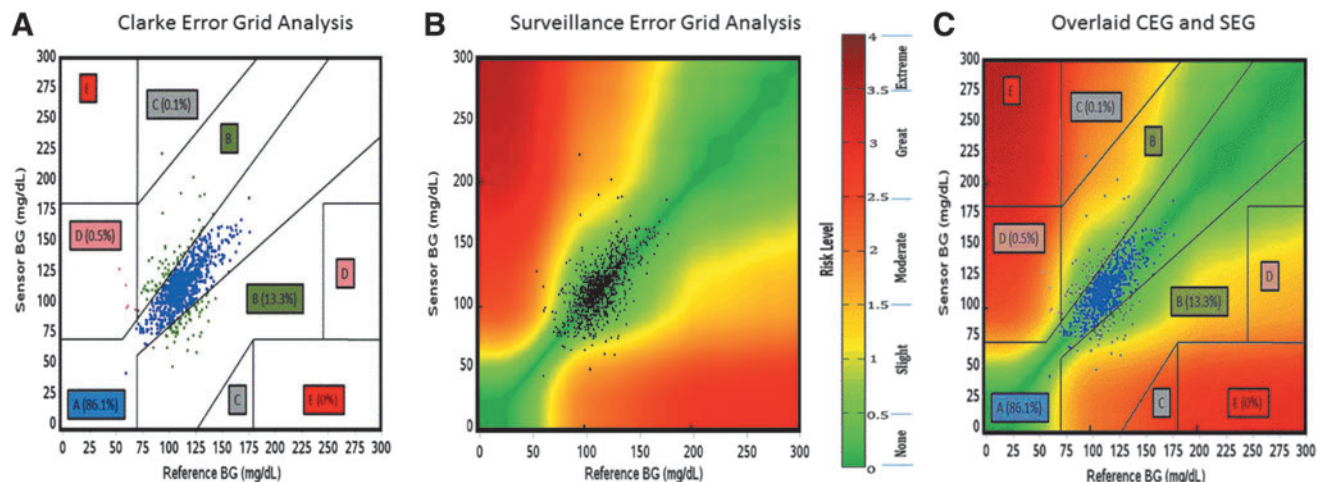 A
Clarke Error Grid Analysis
Sensor BG (mg/dL)
300
275
250
225
200
175
150
125
100
75
50
25
0
E
C (0.1%)
B
D (0.5%)
D
B (13.3%)
A (86.1%)
C
E (0%)
0 25 50 75 100 125 150 175 200 225 250 275 300
Reference BG (mg/dL)
B
Surveillance Error Grid Analysis
Sensor BG (mg/dL)
300
250
200
150
100
50
0
0 50 100 150 200 250 300
Reference BG (mg/dL)
Risk Level
4
3.5
3
2.5
2
1.5
1
0.5
0
Extreme
Great
Moderate
Slight
None
C
Overlaid CEG and SEG
Sensor BG (mg/dL)
300
275
250
225
200
175
150
125
100
75
50
25
0
E
C (0.1%)
B
D (0.5%)
D
B (13.3%)
A (86.1%)
C
E (0%)
0 25 50 75 100 125 150 175 200 225 250 275 300
Reference BG (mg/dL)